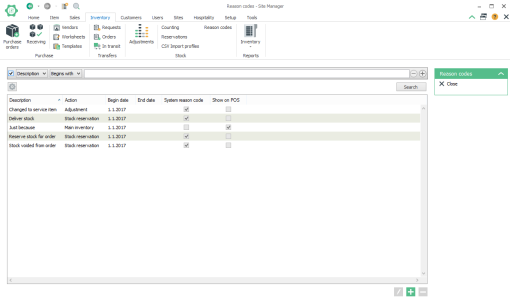 Reason codes - Site Manager
Home Item Sales Inventory Customers Users Sites Hospitality Setup Tools
Purchase orders
Receiving
Vendors
Worksheets
Templates
Purchase
Requests
Orders
In transit
Transfers
Adjustments
Counting
Reservations
CSV Import profiles
Reason codes
Stock
Inventory
Reports
Description Begins with
Search
Description Action Begin date End date System reason code Show on POS
Changed to service item Adjustment 1.1.2017
Deliver stock Stock reservation 1.1.2017
Just because Main inventory 1.1.2017
Reserve stock for order Stock reservation 1.1.2017
Stock voided from order Stock reservation 1.1.2017
Reason codes
Close